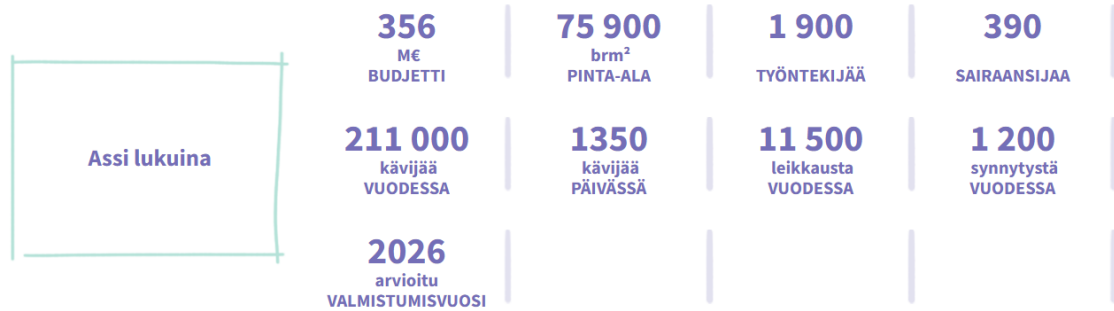 Assi lukuina
356
M€
BUDJETTI
75 900
brm²
PINTA-ALA
1 900
TYÖNTEKIJÄÄ
390
SAIRAANSIJAA
211 000
kävijää
VUODESSA
1350
kävijää
PÄIVÄSSÄ
11 500
leikkausta
VUODESSA
1 200
synnytystä
VUODESSA
2026
arvioitu
VALMISTUMISVUOSI